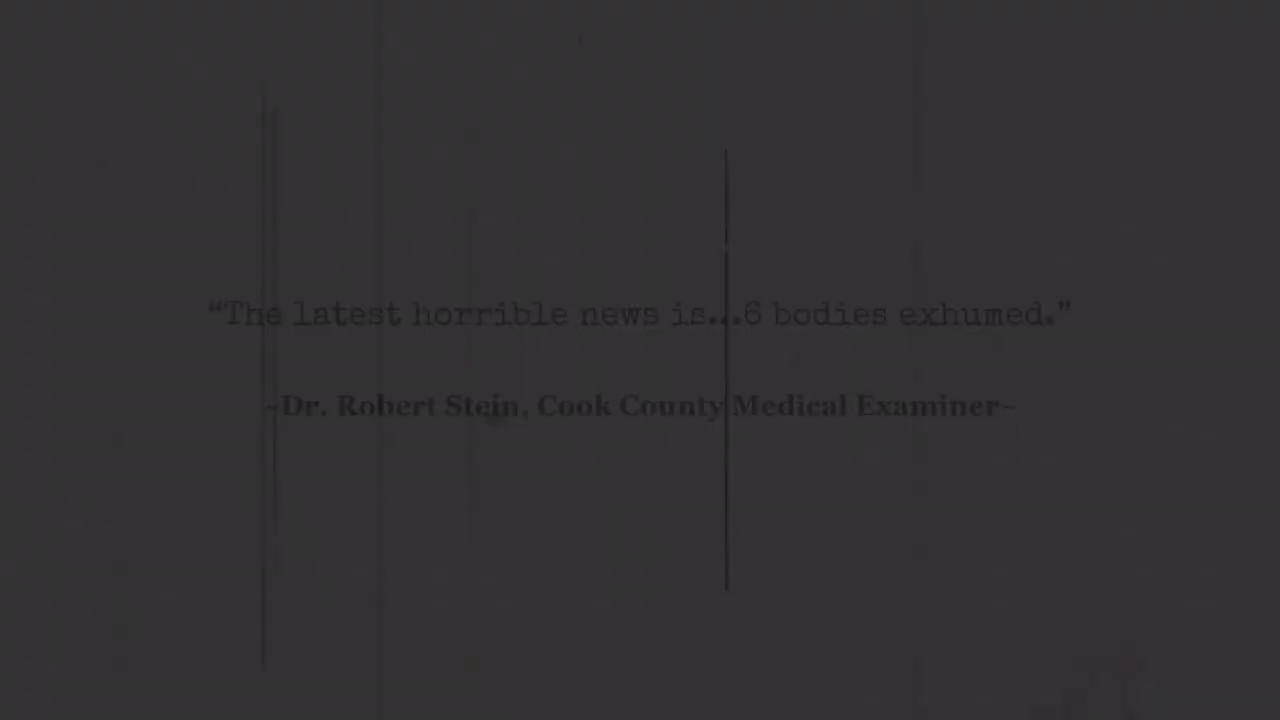 “The latest horrible news is...6 bodies exhumed.”
~Dr. Robert Stein, Cook County Medical Examiner~